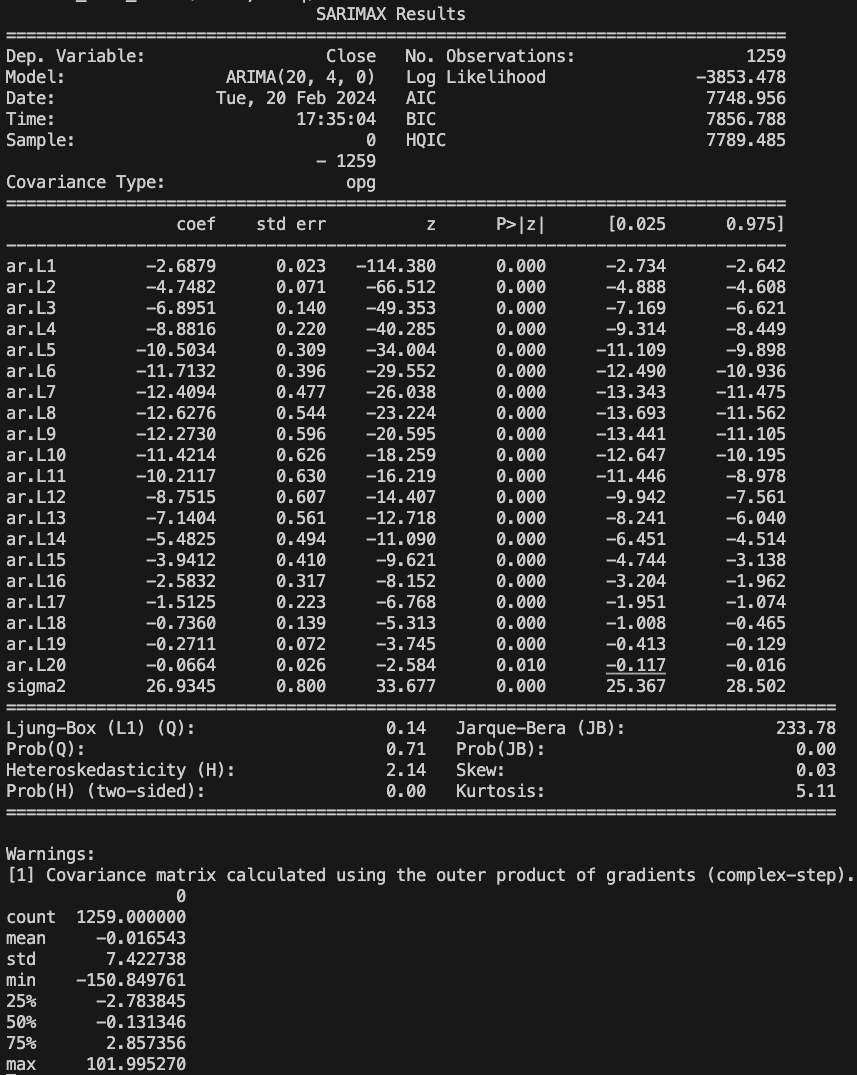 SARIMAX Results
==============================================================================
Dep. Variable:                  Close   No. Observations:                 1259
Model:                ARIMA(20, 4, 0)   Log Likelihood               -3853.478
Date:                Tue, 20 Feb 2024   AIC                           7748.956
Time:                        17:35:04   BIC                           7856.788
Sample:                             0   HQIC                          7789.485
                               - 1259
Covariance Type:                  opg
==============================================================================
                 coef    std err          z      P>|z|      [0.025      0.975]
------------------------------------------------------------------------------
ar.L1         -2.6879      0.023   -114.380      0.000      -2.734      -2.642
ar.L2         -4.7482      0.071    -66.512      0.000      -4.888      -4.608
ar.L3         -6.8951      0.140    -49.353      0.000      -7.169      -6.621
ar.L4         -8.8816      0.220    -40.285      0.000      -9.314      -8.449
ar.L5        -10.5034      0.309    -34.004      0.000     -11.109      -9.898
ar.L6        -11.7132      0.396    -29.552      0.000     -12.490     -10.936
ar.L7        -12.4094      0.477    -26.038      0.000     -13.343     -11.475
ar.L8        -12.6276      0.544    -23.224      0.000     -13.693     -11.562
ar.L9        -12.2730      0.596    -20.595      0.000     -13.441     -11.105
ar.L10       -11.4214      0.626    -18.259      0.000     -12.647     -10.195
ar.L11       -10.2117      0.630    -16.219      0.000     -11.446      -8.978
ar.L12        -8.7515      0.607    -14.407      0.000      -9.942      -7.561
ar.L13        -7.1404      0.561    -12.718      0.000      -8.241      -6.040
ar.L14        -5.4825      0.494    -11.090      0.000      -6.451      -4.514
ar.L15        -3.9412      0.410     -9.621      0.000      -4.744      -3.138
ar.L16        -2.5832      0.317     -8.152      0.000      -3.204      -1.962
ar.L17        -1.5125      0.223     -6.768      0.000      -1.951      -1.074
ar.L18        -0.7360      0.139     -5.313      0.000      -1.008      -0.465
ar.L19        -0.2711      0.072     -3.745      0.000      -0.413      -0.129
ar.L20        -0.0664      0.026     -2.584      0.010      -0.117      -0.016
sigma2        26.9345      0.800     33.677      0.000      25.367      28.502
===================================================================================
Ljung-Box (L1) (Q):                   0.14   Jarque-Bera (JB):               233.78
Prob(Q):                              0.71   Prob(JB):                         0.00
Heteroskedasticity (H):               2.14   Skew:                             0.03
Prob(H) (two-sided):                  0.00   Kurtosis:                         5.11
===================================================================================
Warnings:
[1] Covariance matrix calculated using the outer product of gradients (complex-step).
                 0
count  1259.000000
mean     -0.016543
std       7.422738
min    -150.849761
25%      -2.783845
50%      -0.131346
75%       2.857356
max     101.995270